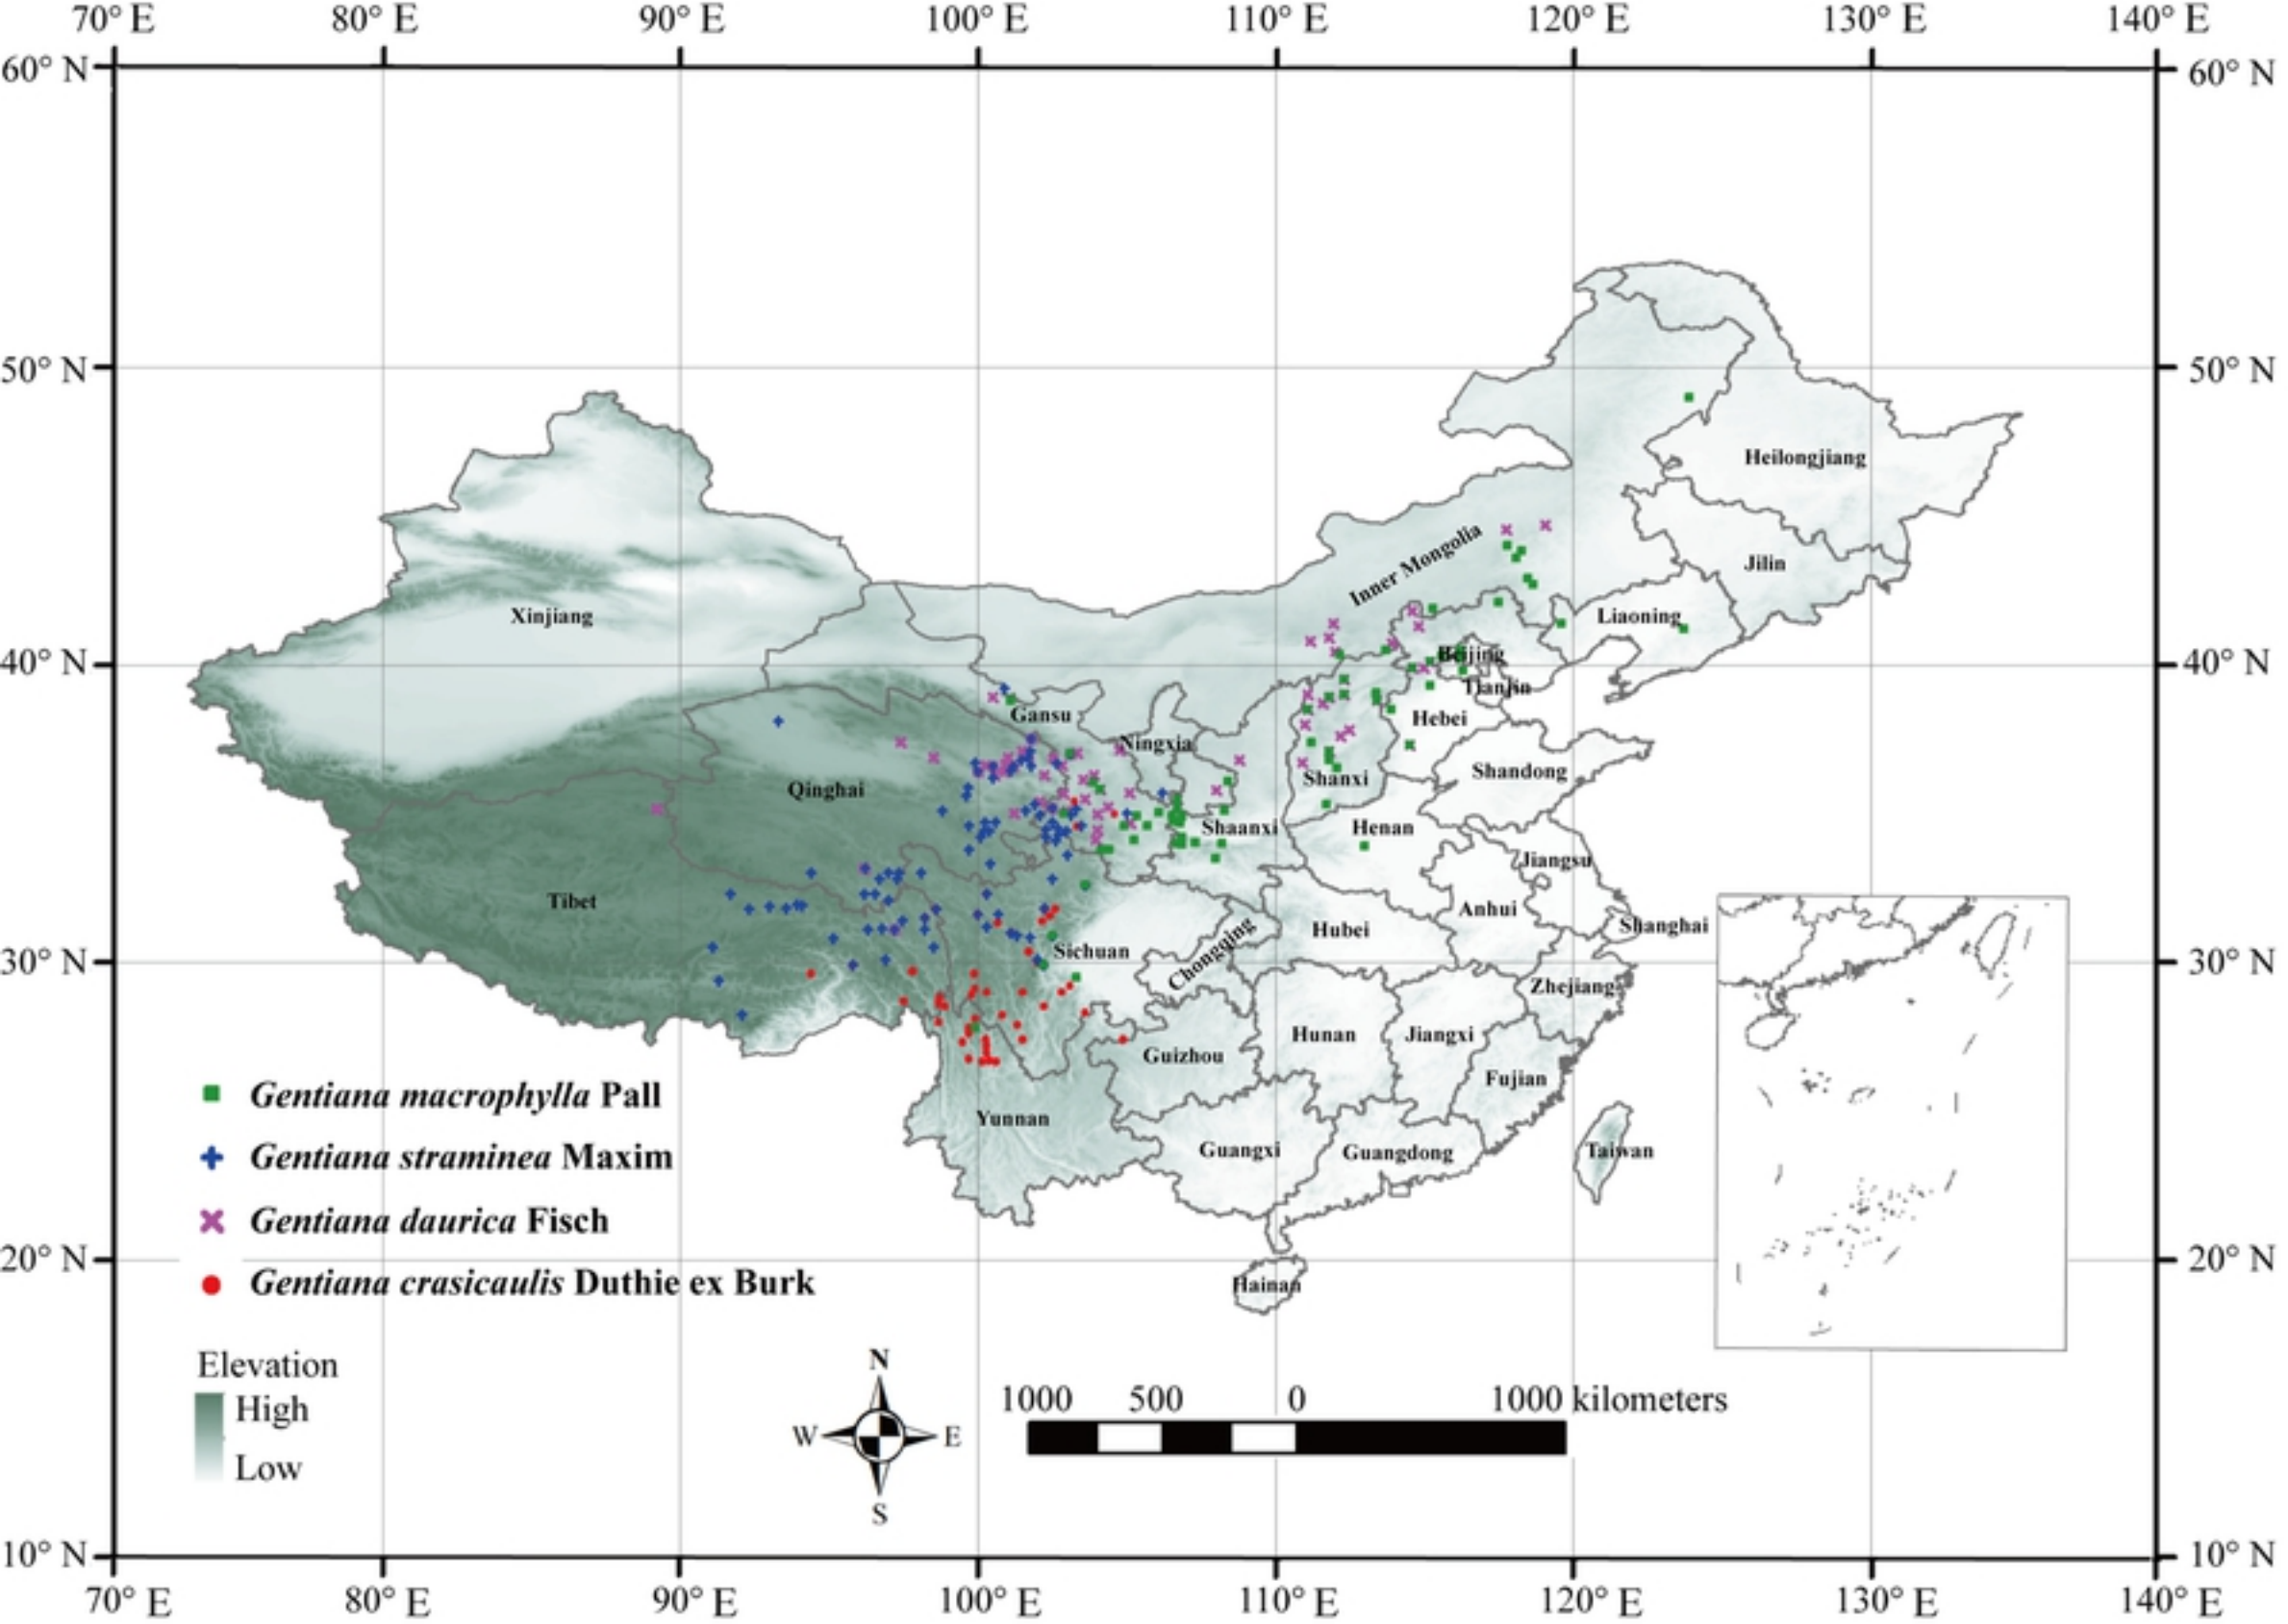 70° E 80° E 90° E 100° E 110° E 120° E 130° E 140° E
60° N 60° N
50° N 50° N
Heilongjiang
Inner Mongolia
Jilin
Xinjiang
Liaoning
40° N 40° N
Beijing
Tianjin
Gansu
Hebei
Ningxia
Shandong
Shanxi
Qinghai
Shaanxi
Henan
Jiangsu
Tibet
Anhui
Shanghai
Hubei
Chongqing
Sichuan
30° N 30° N
Zhejiang
Hunan
Jiangxi
Guizhou
Fujian
Gentiana macrophylla Pall
Yunnan
Guangxi
Guangdong
Taiwan
Gentiana straminea Maxim
Gentiana daurica Fisch
20° N 20° N
Gentiana crasicaulis Duthie ex Burk
Hainan
Elevation
High
Low
N
W E
S
1000 500 0 1000 kilometers
10° N 10° N
70° E 80° E 90° E 100° E 110° E 120° E 130° E 140° E